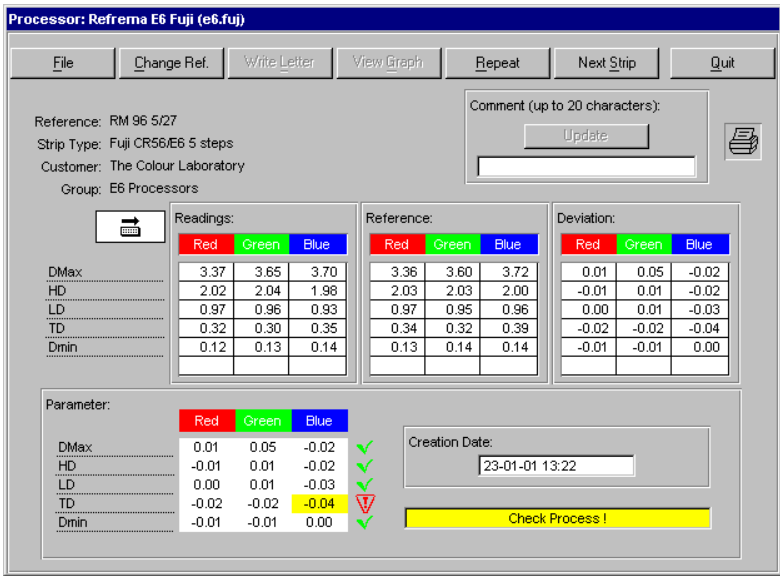 Processor: Refrema E6 Fuji (e6.fuj)
File Change Ref. Write Letter View Graph Repeat Next Strip Quit
Comment (up to 20 characters):
Update
Reference: RM 96 5/27
Strip Type: Fuji CR56/E6 5 steps
Customer: The Colour Laboratory
Group: E6 Processors
Readings: Reference: Deviation:
Red Green Blue Red Green Blue Red Green Blue
DMax 3.37 3.65 3.70 3.36 3.60 3.72 0.01 0.05 -0.02
HD 2.02 2.04 1.98 2.03 2.03 2.00 -0.01 0.01 -0.02
LD 0.97 0.96 0.93 0.97 0.95 0.96 0.00 0.01 -0.03
TD 0.32 0.30 0.35 0.34 0.32 0.39 -0.02 -0.02 -0.04
Dmin 0.12 0.13 0.14 0.13 0.14 0.14 -0.01 -0.01 0.00
Parameter:
Red Green Blue
DMax 0.01 0.05 -0.02
HD -0.01 0.01 -0.02
LD 0.00 0.01 -0.03
TD -0.02 -0.02 -0.04
Dmin -0.01 -0.01 0.00
Creation Date:
23-01-01 13:22
Check Process !